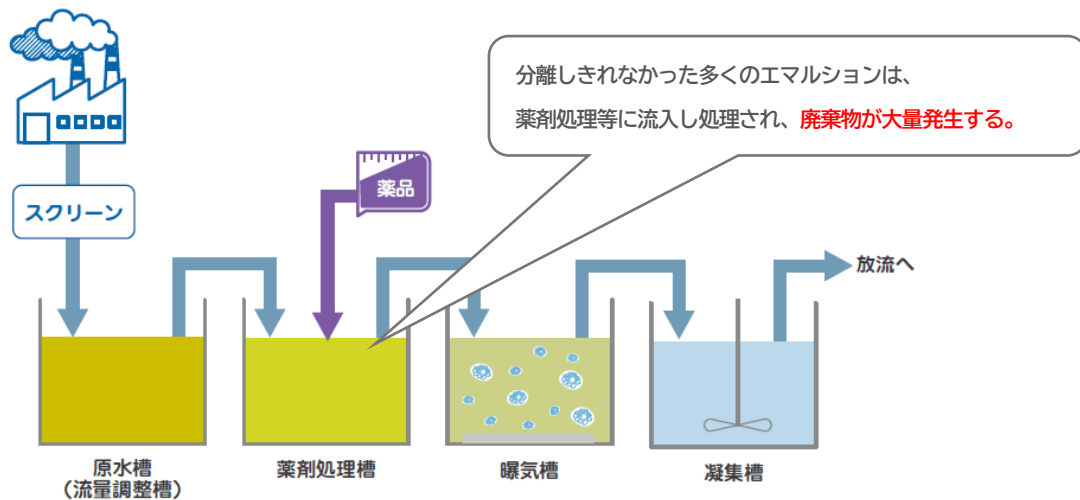 分離しきれなかった多くのエマルションは、
薬剤処理等に流入し処理され、廃棄物が大量発生する。
薬品
スクリーン
放流へ
原水槽
（流量調整槽）
薬剤処理槽
曝気槽
凝集槽